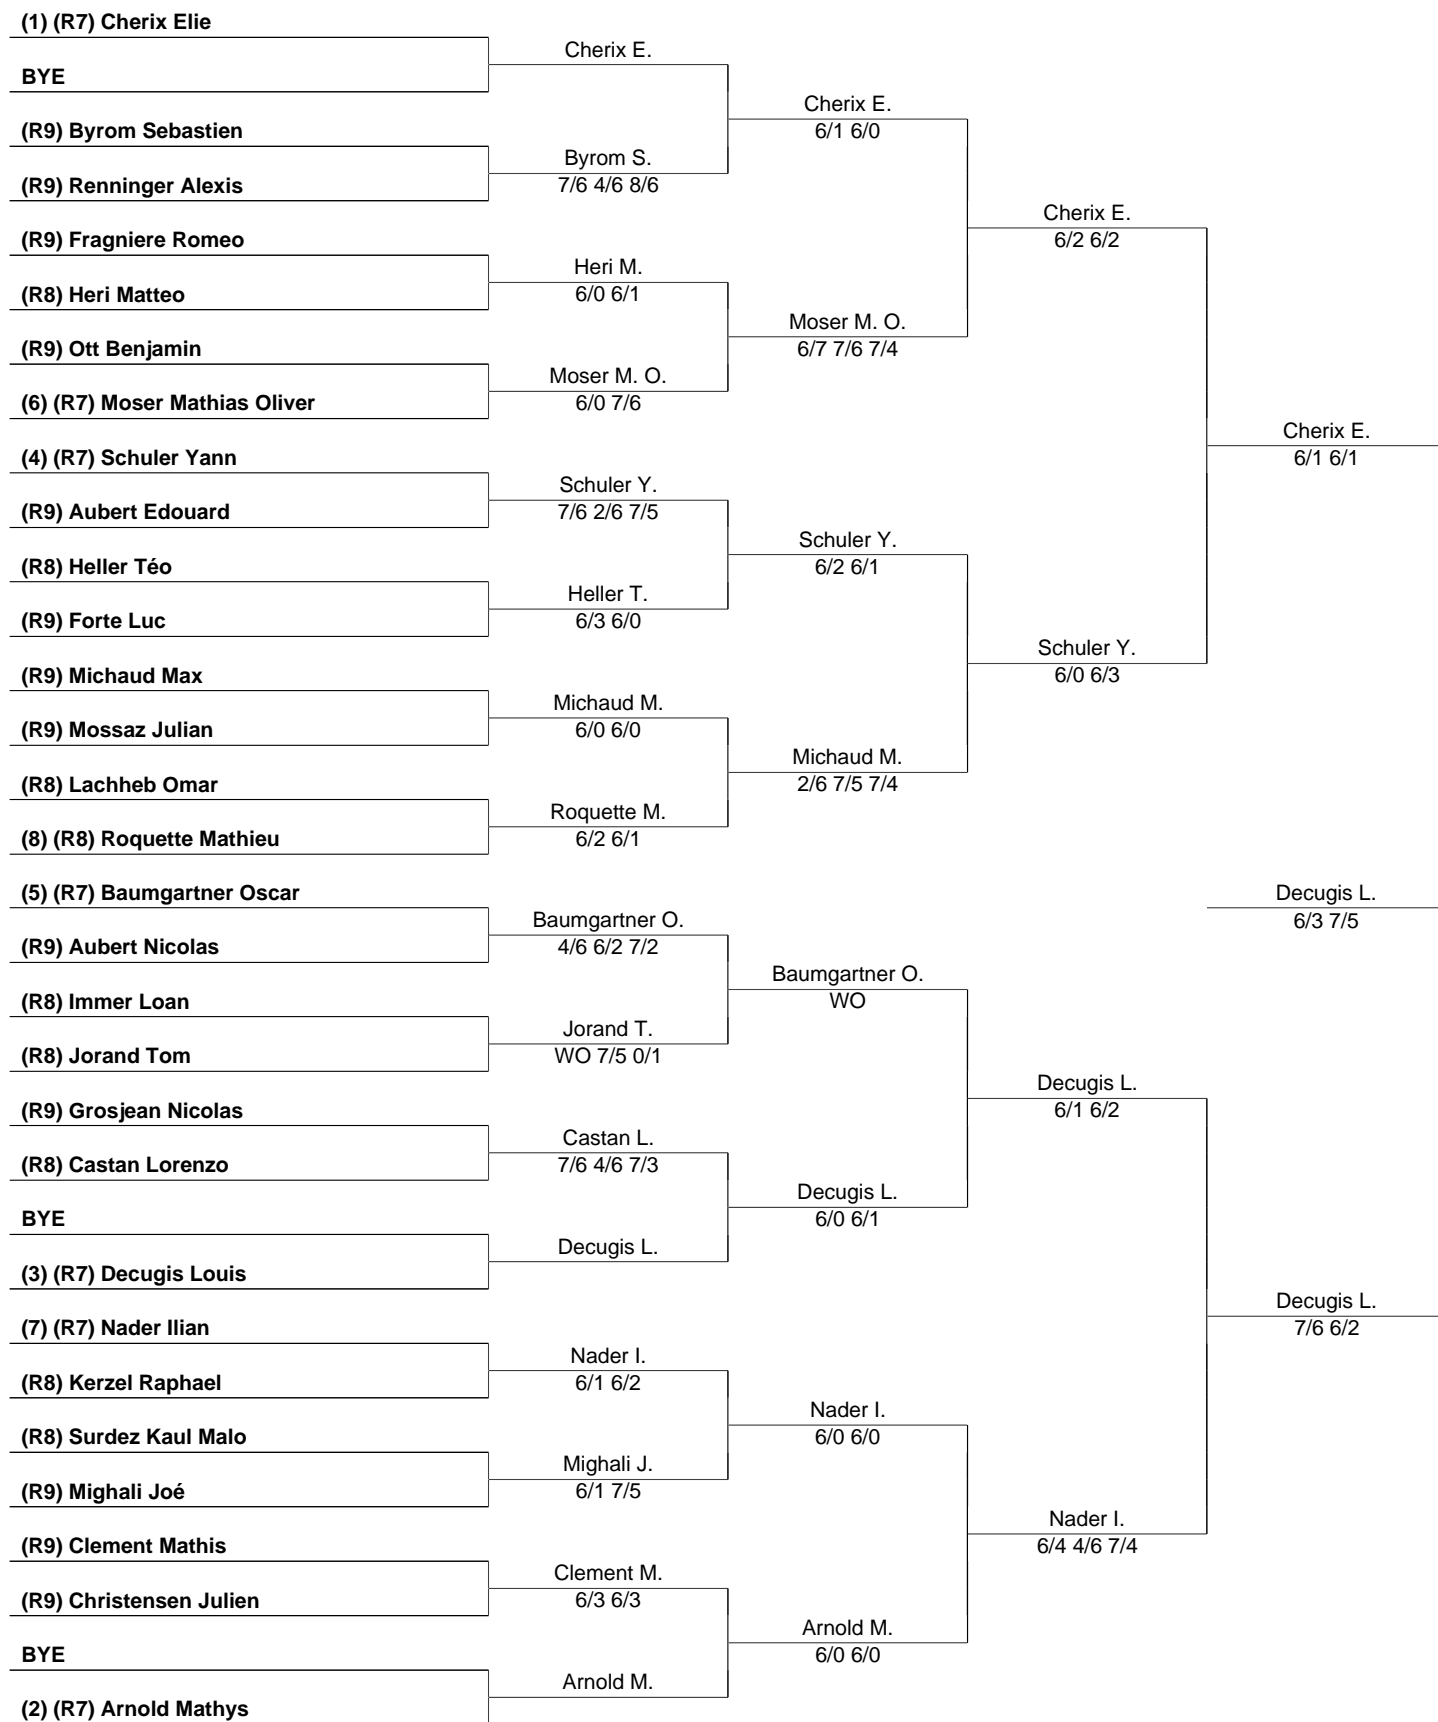 (1) (R7) Cherix Elie
Cherix E.
BYE
Cherix E.
6/1 6/0
(R9) Byrom Sebastien
Byrom S.
7/6 4/6 8/6
(R9) Renninger Alexis
Cherix E.
6/2 6/2
(R9) Fragniere Romeo
Heri M.
6/0 6/1
(R8) Heri Matteo
Moser M. O.
6/7 7/6 7/4
(R9) Ott Benjamin
Moser M. O.
6/0 7/6
(6) (R7) Moser Mathias Oliver
Cherix E.
6/1 6/1
(4) (R7) Schuler Yann
Schuler Y.
7/6 2/6 7/5
(R9) Aubert Edouard
Schuler Y.
6/2 6/1
(R8) Heller Téo
Heller T.
6/3 6/0
(R9) Forte Luc
Schuler Y.
6/0 6/3
(R9) Michaud Max
Michaud M.
6/0 6/0
(R9) Mossaz Julian
Michaud M.
2/6 7/5 7/4
(R8) Lachheb Omar
Roquette M.
6/2 6/1
(8) (R8) Roquette Mathieu
(5) (R7) Baumgartner Oscar
Decugis L.
6/3 7/5
Baumgartner O.
4/6 6/2 7/2
(R9) Aubert Nicolas
Baumgartner O.
WO
(R8) Immer Loan
Jorand T.
WO 7/5 0/1
(R8) Jorand Tom
Decugis L.
6/1 6/2
(R9) Grosjean Nicolas
Castan L.
7/6 4/6 7/3
(R8) Castan Lorenzo
Decugis L.
6/0 6/1
BYE
Decugis L.
(3) (R7) Decugis Louis
Decugis L.
7/6 6/2
(7) (R7) Nader Ilian
Nader I.
6/1 6/2
(R8) Kerzel Raphael
Nader I.
6/0 6/0
(R8) Surdez Kaul Malo
Mighali J.
6/1 7/5
(R9) Mighali Joé
Nader I.
6/4 4/6 7/4
(R9) Clement Mathis
Clement M.
6/3 6/3
(R9) Christensen Julien
Arnold M.
6/0 6/0
BYE
Arnold M.
(2) (R7) Arnold Mathys